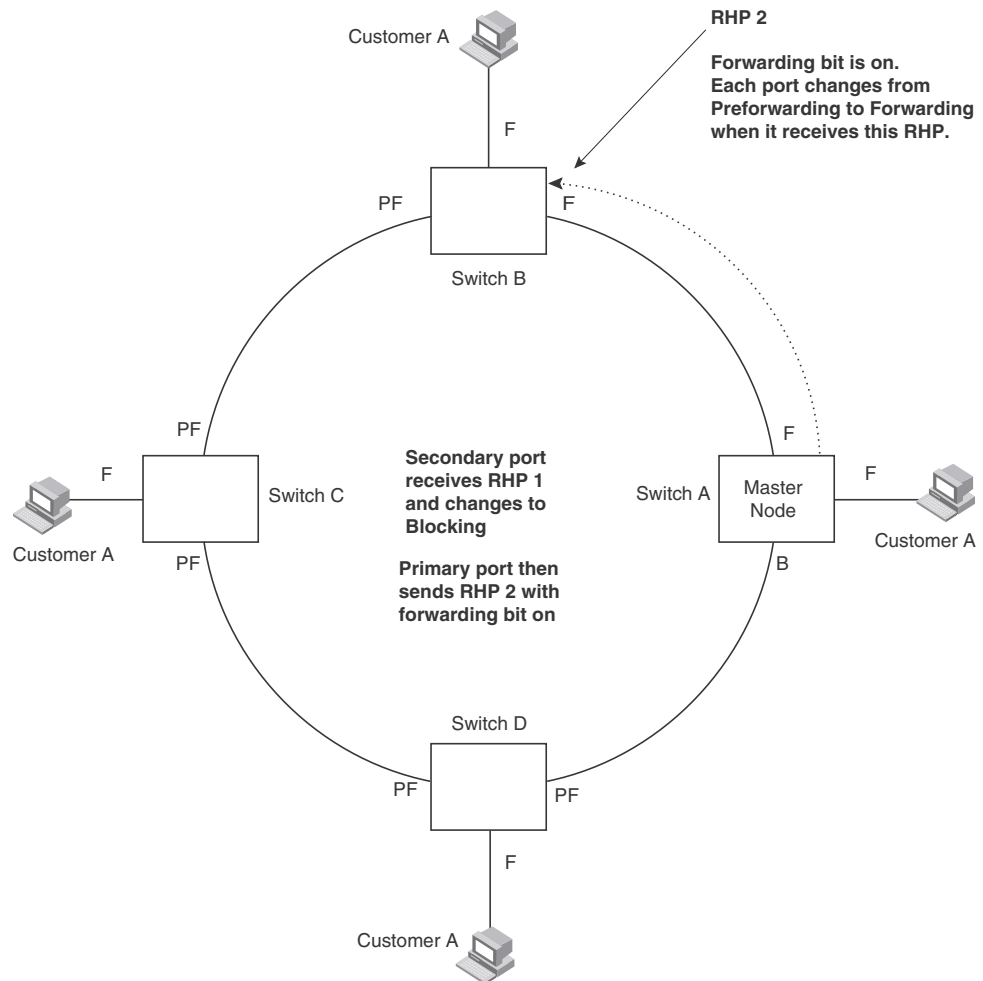 Customer A
RHP 2
Forwarding bit is on.
Each port changes from
Preforwarding to Forwarding
when it receives this RHP.
F
PF
F
Switch B
PF
F
F
Switch C
Customer A
PF
Secondary port
receives RHP 1
and changes to
Blocking
Primary port then
sends RHP 2 with
forwarding bit on
Switch A
Master
Node
F
Customer A
B
Switch D
PF
PF
F
Customer A